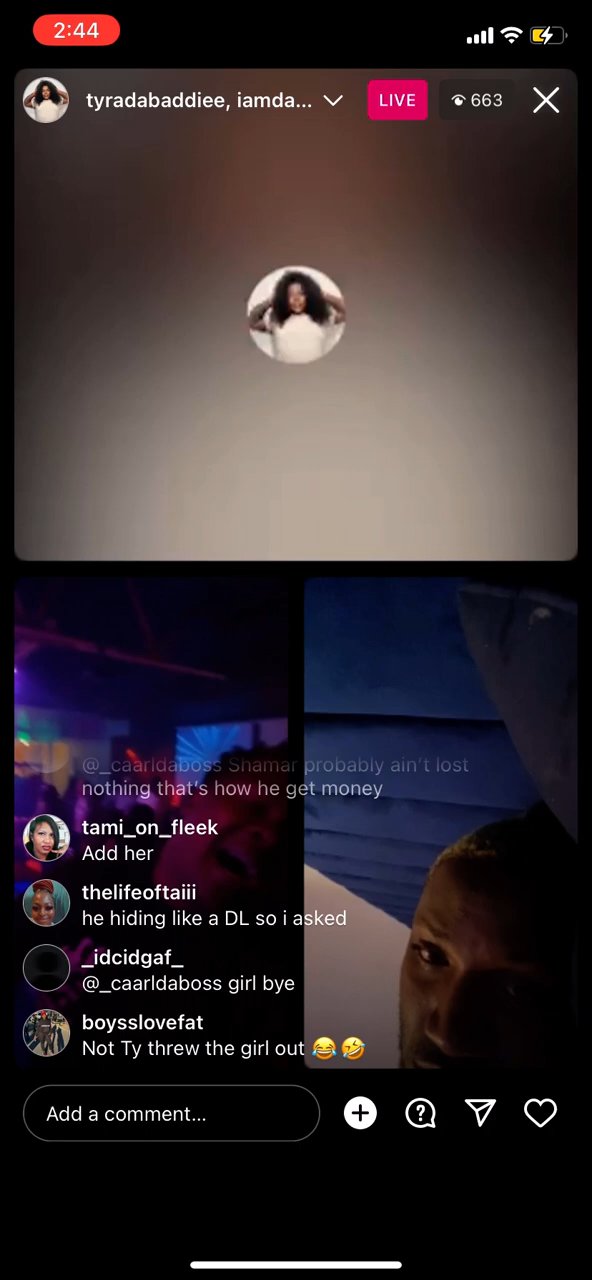 2:44
tyradabaddiee, iamda...
LIVE
663
@_caarldaboss Shamar probably ain't lost
nothing that's how he get money
tami_on_fleek
Add her
thelifeoftaiii
he hiding like a DL so i asked
_idcidgaf_
@_caarldaboss girl bye
boysslovefat
Not Ty threw the girl out 😂🤣
Add a comment...